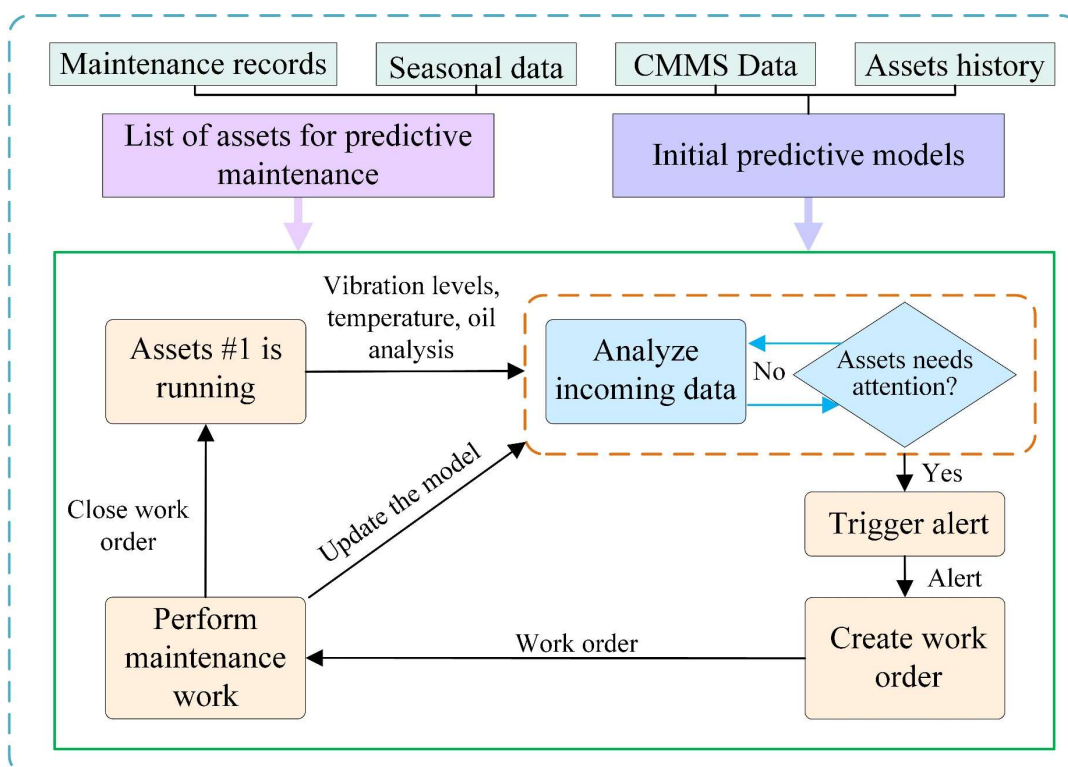 Maintenance records
Seasonal data
CMMS Data
Assets history
List of assets for predictive
maintenance
Initial predictive models
Vibration levels,
temperature, oil
analysis
Assets #1 is
running
Analyze
incoming data
No
Assets needs
attention?
Yes
Trigger alert
Alert
Close work
order
Update the model
Perform
maintenance
work
Work order
Create work
order